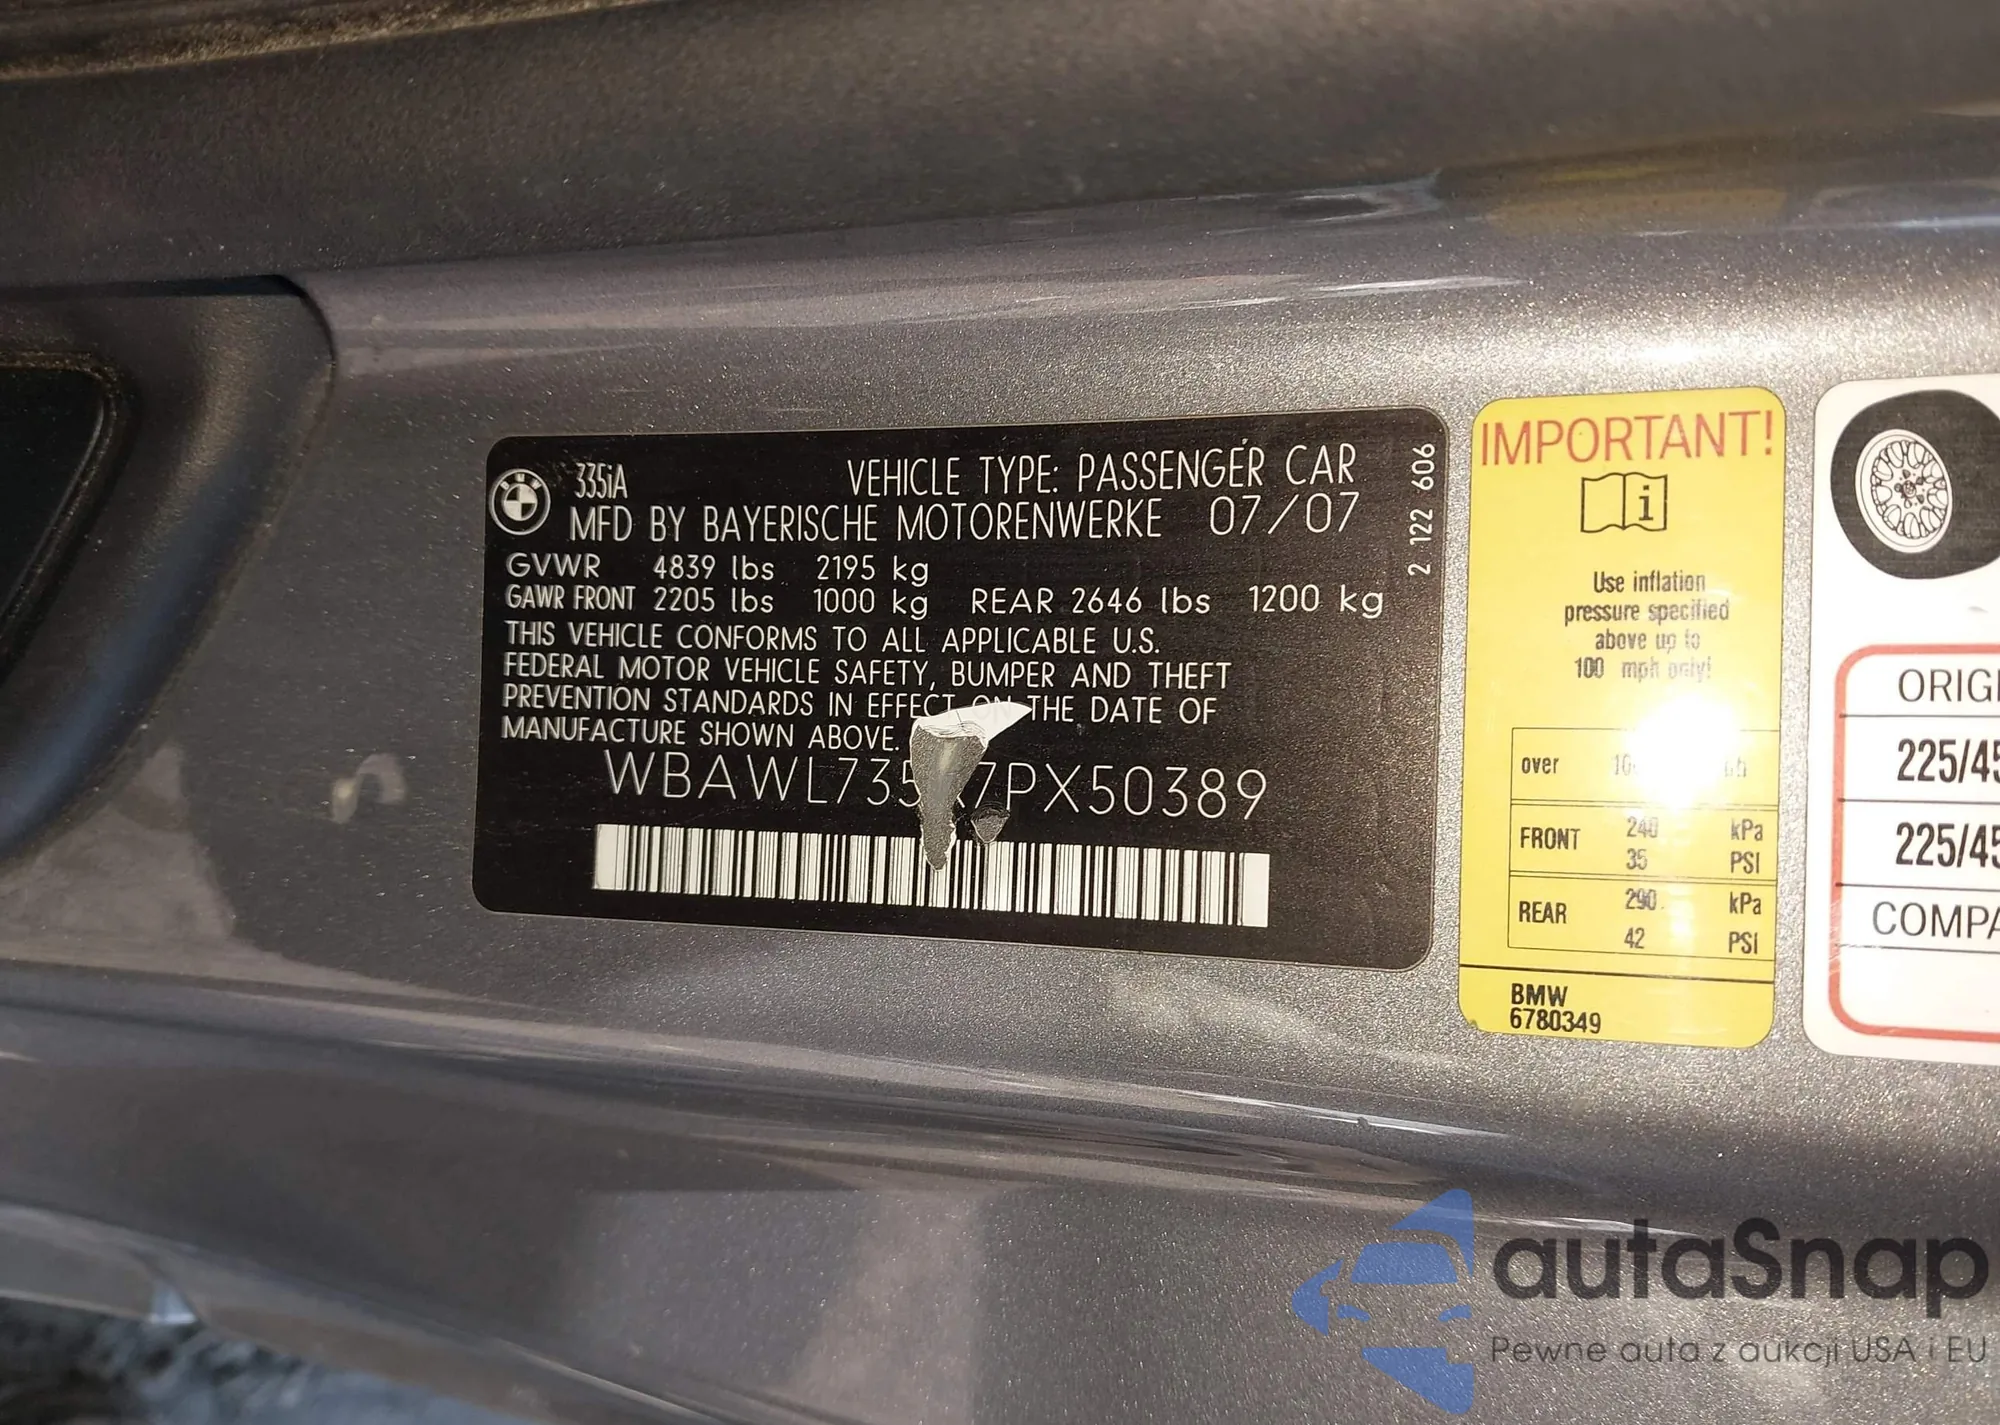 335iA
VEHICLE TYPE: PASSENGER CAR
MFD BY BAYERISCHE MOTORENWERKE 07/07
GVWR 4839 lbs 2195 kg
GAWR FRONT 2205 lbs 1000 kg REAR 2646 lbs 1200 kg
THIS VEHICLE CONFORMS TO ALL APPLICABLE U.S.
FEDERAL MOTOR VEHICLE SAFETY, BUMPER AND THEFT
PREVENTION STANDARDS IN EFFECT ON THE DATE OF
MANUFACTURE SHOWN ABOVE.
WBAWL735X7PX50389
2 122 606
IMPORTANT!
i
Use inflation
pressure specified
above up to
100 mph only!
over
FRONT 240 kPa
35 PSI
REAR 290 kPa
42 PSI
BMW
6780349
225/45
225/45
autaSnap
Pewne auta z aukcji USA i EU